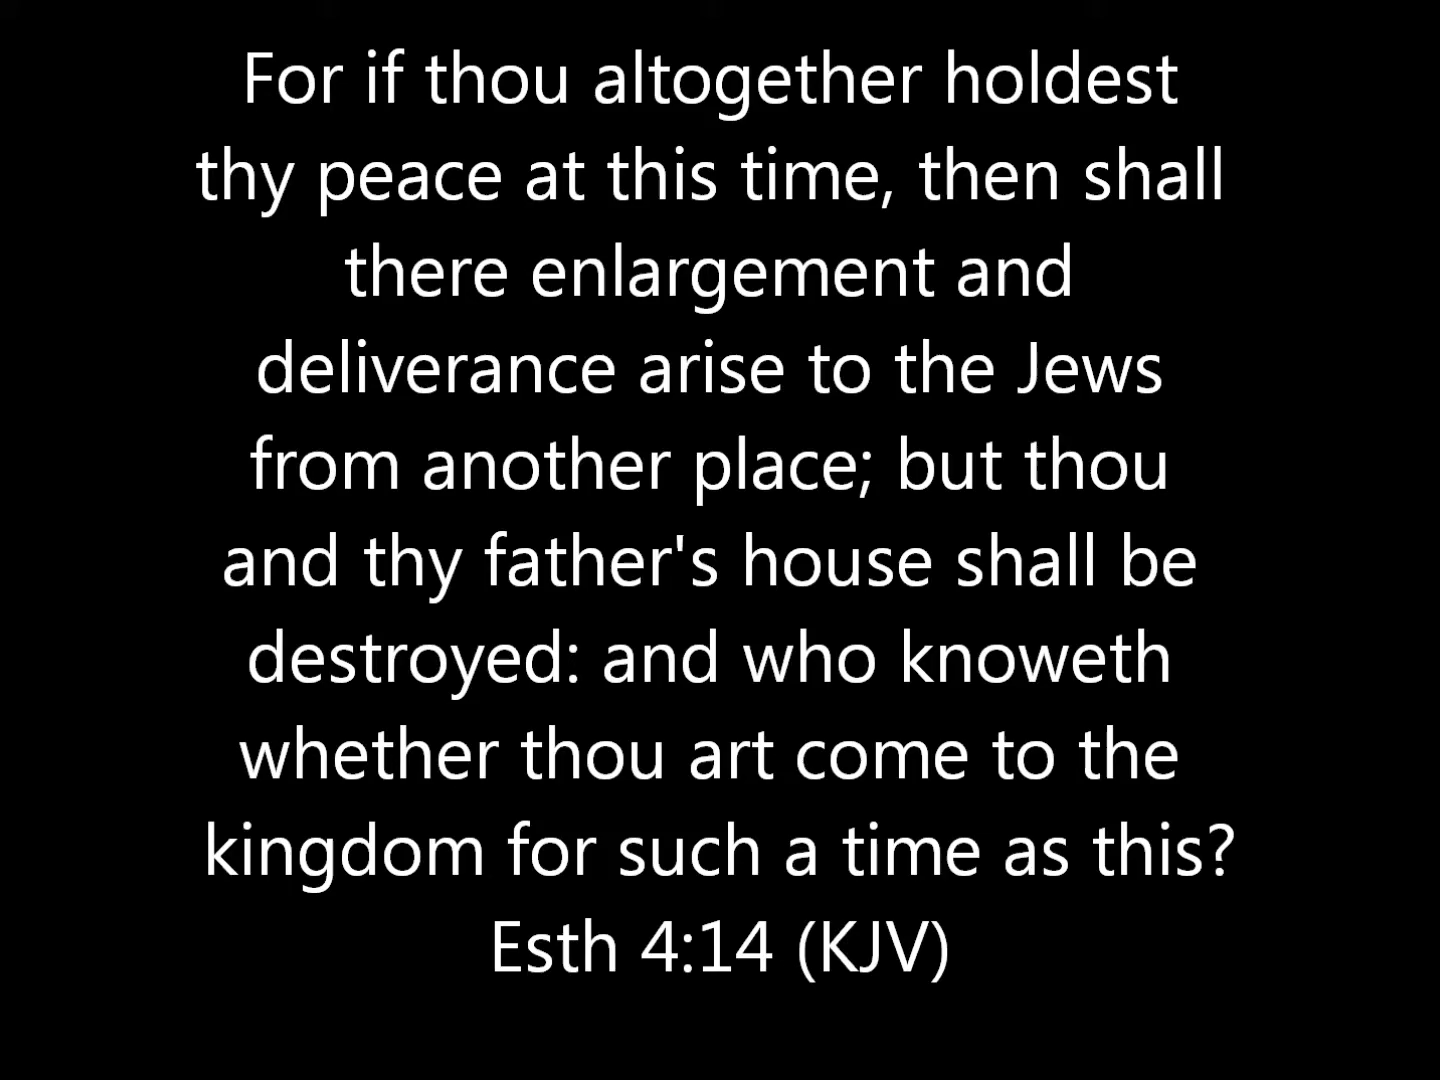 For if thou altogether holdest
thy peace at this time, then shall
there enlargement and
deliverance arise to the Jews
from another place; but thou
and thy father's house shall be
destroyed: and who knoweth
whether thou art come to the
kingdom for such a time as this?
Esth 4:14 (KJV)